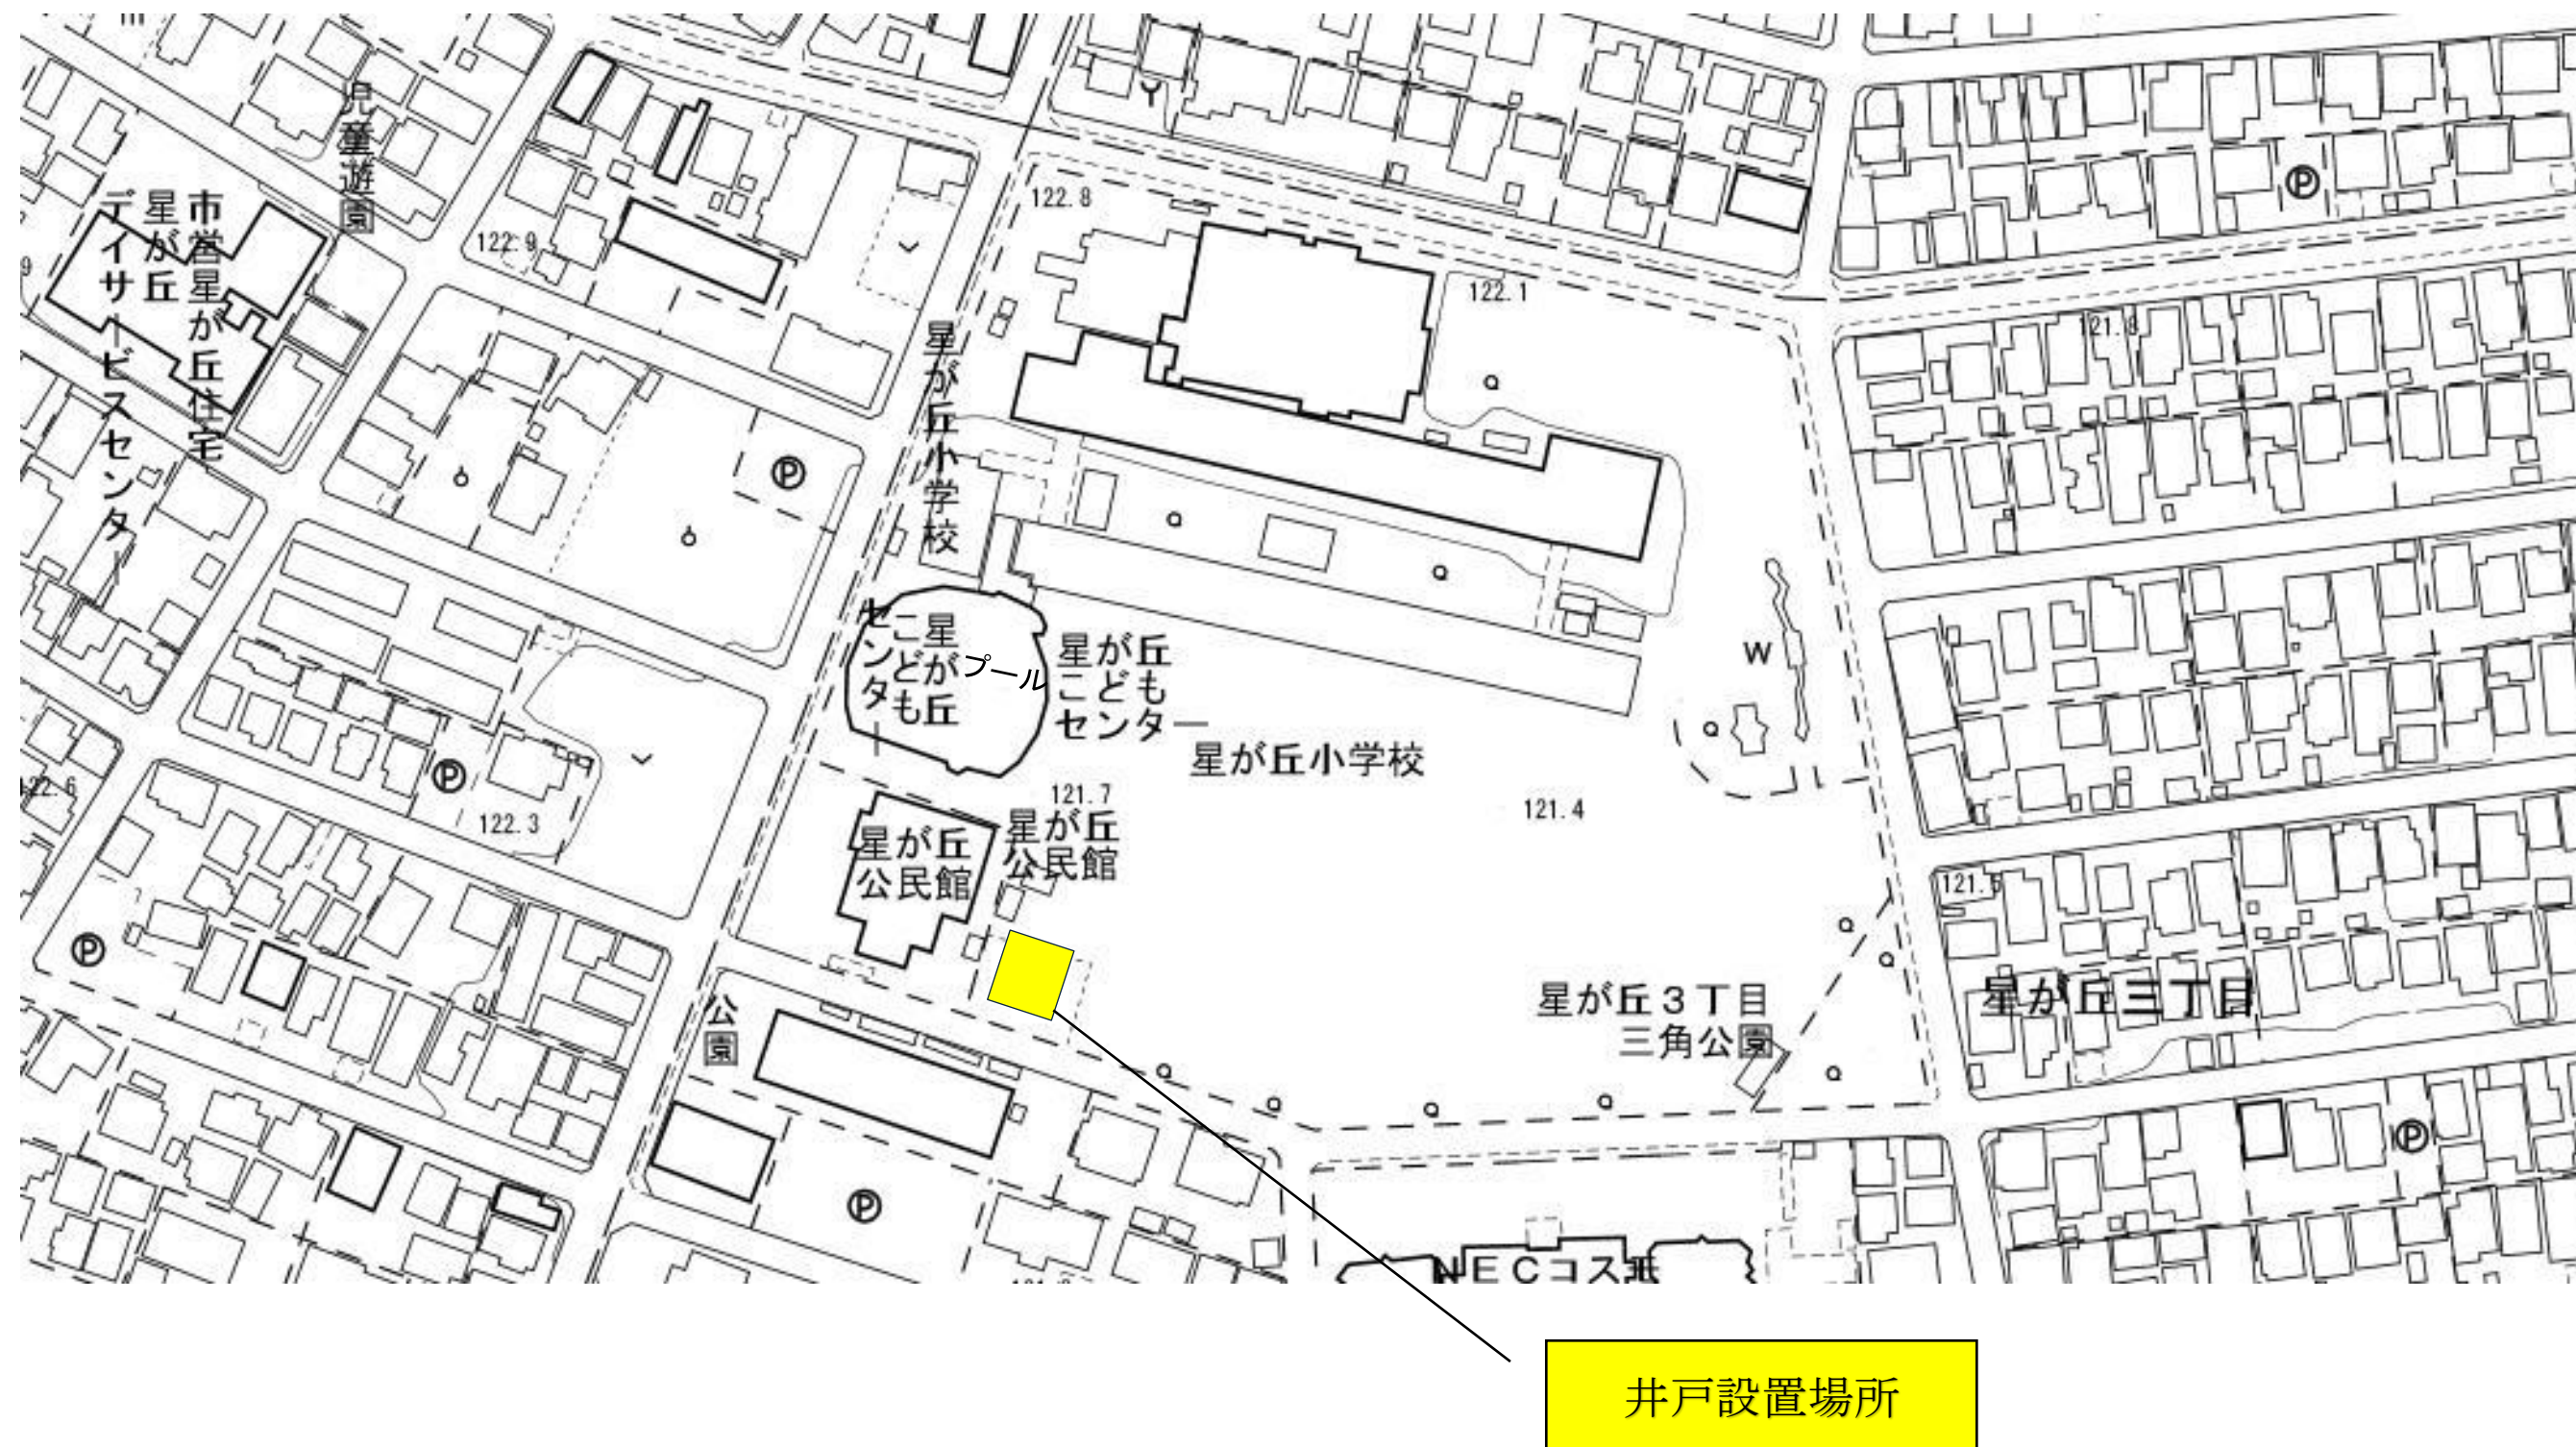 児童遊園
市営星が丘住宅
星が丘
デイサービスセンター
122.9
122.8
122.1
121.8
星が丘小学校
星が丘
こども
センター
プール
星が丘
こども
センター
星が丘小学校
W
121.7
121.4
122.6
122.3
星が丘
公民館
星が丘
公民館
P
P
P
P
P
P
公園
星が丘３丁目
三角公園
星が丘三丁目
NECコス北
井戸設置場所